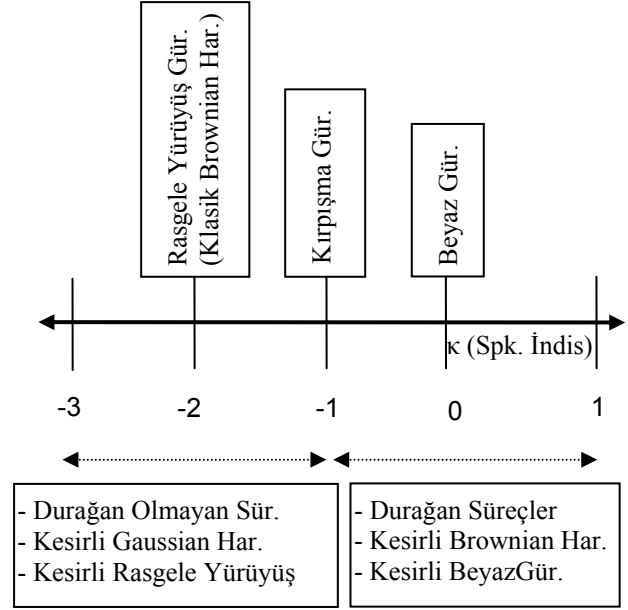 Rasgele Yürüyüş Gür.
(Klasik Brownian Har.)
Kırpışma Gür.
Beyaz Gür.
κ (Spk. İndis)
-3
-2
-1
0
1
- Durağan Olmayan Sür.
- Kesirli Gaussian Har.
- Kesirli Rasgele Yürüyüş
- Durağan Süreçler
- Kesirli Brownian Har.
- Kesirli BeyazGür.